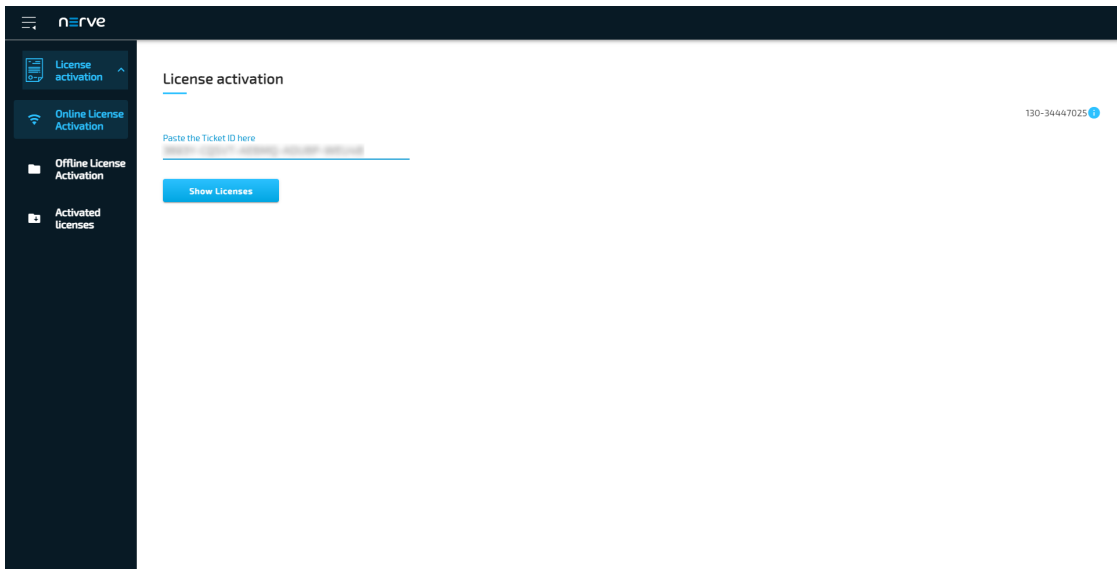 nerve
License
activation
Online License
Activation
Offline License
Activation
Activated
licenses
License activation
130-34447025
Paste the Ticket ID here
Show Licenses